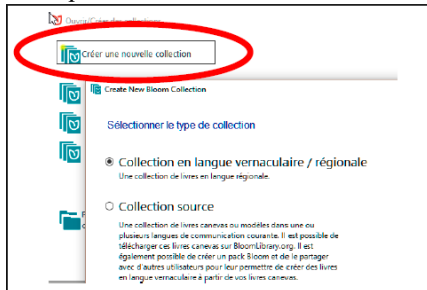 Ouvrir/Créer des collections
Créer une nouvelle collection
Create New Bloom Collection
Sélectionner le type de collection
Collection en langue vernaculaire / régionale
Une collection de livres en langue régionale.
Collection source
Une collection de livres canevas ou modèles dans une ou
plusieurs langues de communication courante. Il est possible de
télécharger ces livres canevas sur BloomLibrary.org. Il est
également possible de créer un pack Bloom et de le partager
avec d'autres utilisateurs pour leur permettre de créer des livres
en langue vernaculaire à partir de vos livres canevas.